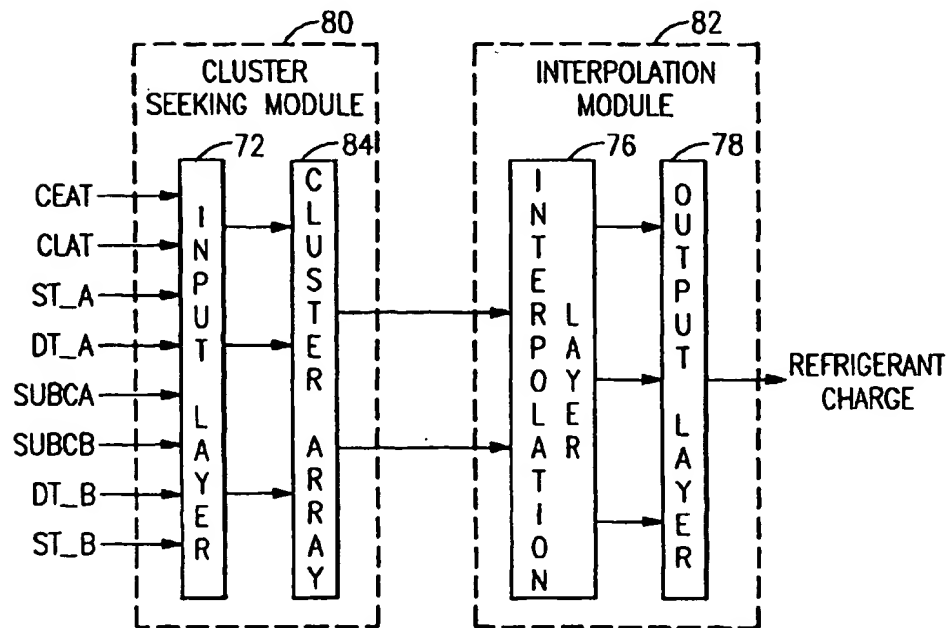 80
82
CLUSTER
SEEKING MODULE
INTERPOLATION
MODULE
72
84
76
78
CEAT
CLAT
ST_A
DT_A
SUBCA
SUBCB
DT_B
ST_B
INPUT LAYER
CLUSTER ARRAY
INTERPOLATION
LAYER
OUTPUT LAYER
REFRIGERANT
CHARGE